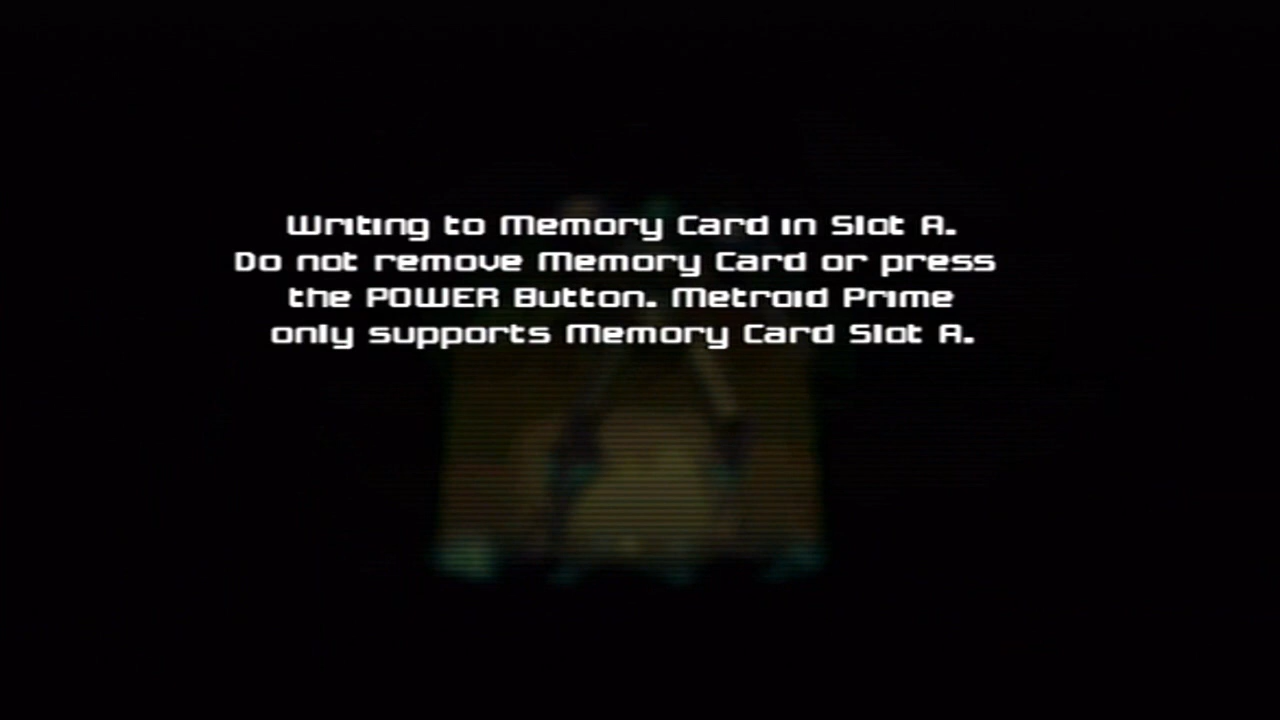 Writing to Memory Card in Slot A.
Do not remove Memory Card or press
the POWER Button. Metroid Prime
only supports Memory Card Slot A.